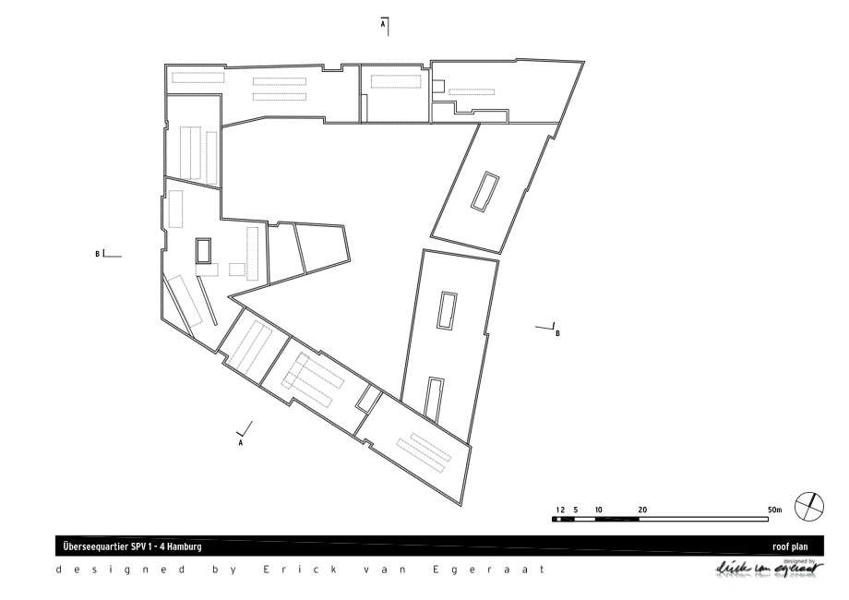 A
B
B
A
1 2 5 10 20 50m
Überseequartier SPV 1 - 4 Hamburg roof plan
designed by Erick van Egeraat
designed by
erick van egeraat